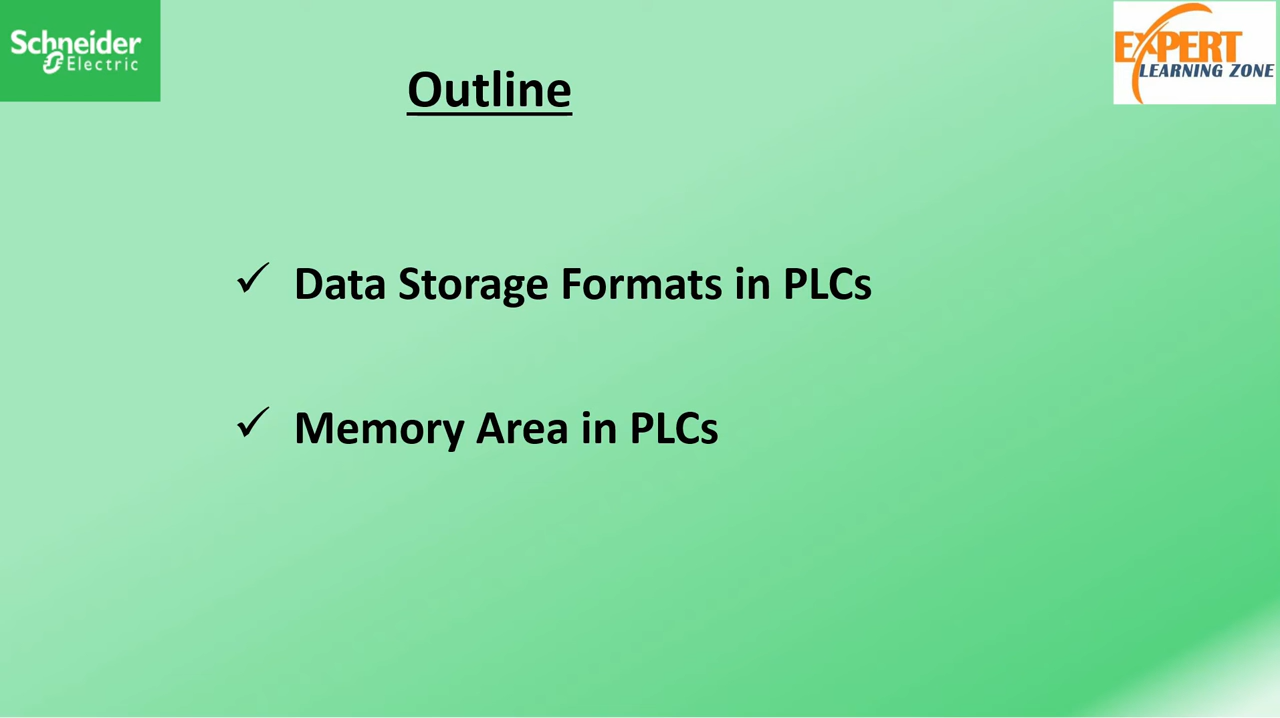 Schneider
Electric
EXPERT
LEARNING ZONE
Outline
✓ Data Storage Formats in PLCs
✓ Memory Area in PLCs